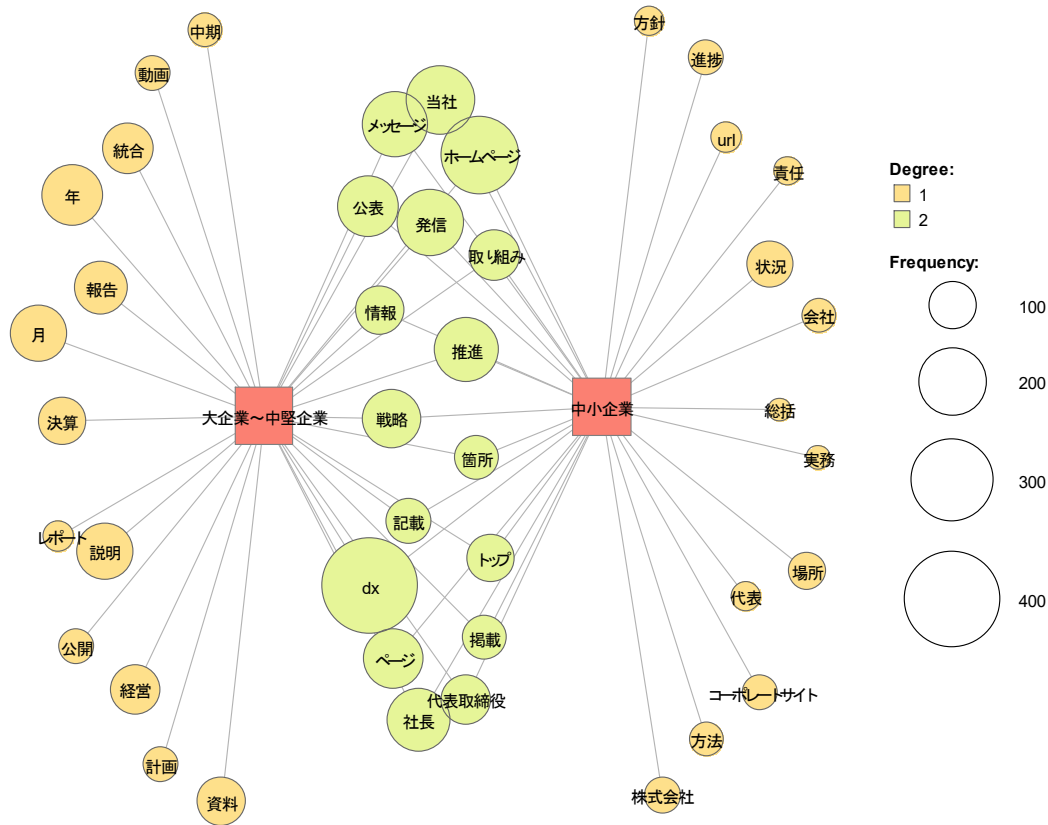 中期
動画
統合
年
報告
月
決算
レポート
説明
公開
経営
計画
資料
大企業～中堅企業
当社
メッセージ
ホームページ
公表
発信
取り組み
情報
推進
戦略
箇所
記載
トップ
dx
掲載
ページ
代表取締役
社長
中小企業
方針
進捗
url
責任
状況
会社
総括
実務
場所
代表
コーポレートサイト
方法
株式会社
Degree:
1
2
Frequency:
100
200
300
400